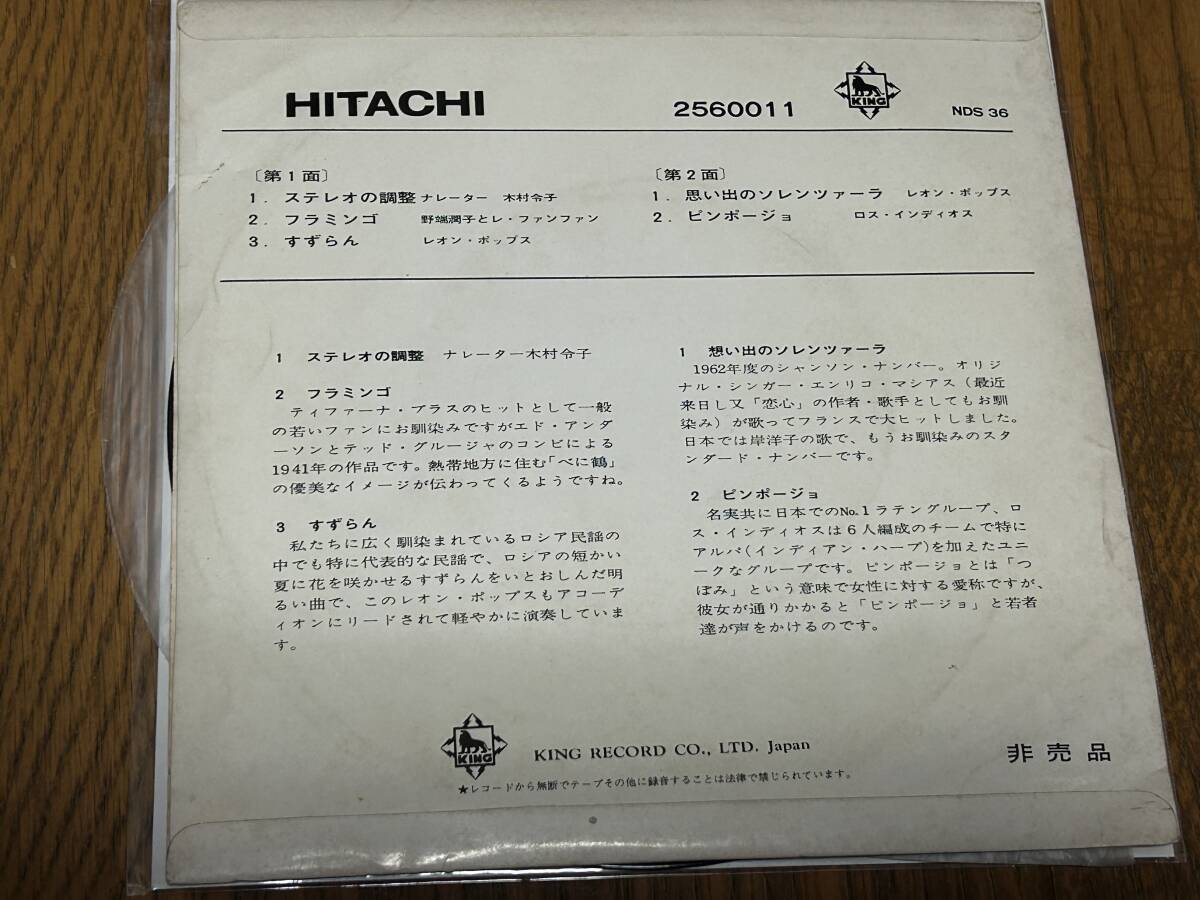 HITACHI 2560011 KING NDS 36
〔第1面〕
1. ステレオの調整 ナレーター 木村令子
2. フラミンゴ 野端潤子とレ・ファンファン
3. すずらん レオン・ポップス
〔第2面〕
1. 思い出のソレンツァーラ レオン・ポップス
2. ピンポージョ ロス・インディオス
1 ステレオの調整 ナレーター木村令子
2 フラミンゴ
ティファーナ・ブラスのヒットとして一般
の若いファンにお馴染みですがエド・アンダ
ーソンとテッド・グルージャのコンビによる
1941年の作品です。熱帯地方に住む「べに鶴」
の優美なイメージが伝わってくるようですね。
3 すずらん
私たちに広く馴染まれているロシア民謡の
中でも特に代表的な民謡で、ロシアの短かい
夏に花を咲かせるすずらんをいとおしんだ明
るい曲で、このレオン・ポップスもアコーデ
ィオンにリードされて軽やかに演奏していま
す。
1 想い出のソレンツァーラ
1962年度のシャンソン・ナンバー。オリジ
ナル・シンガー・エンリコ・マシアス（最近
来日し又「恋心」の作者・歌手としてもお馴
染み）が歌ってフランスで大ヒットしました。
日本では岸洋子の歌で、もうお馴染みのスタ
ンダード・ナンバーです。
2 ピンポージョ
名実共に日本でのNo.1ラテングループ、ロ
ス・インディオスは6人編成のチームで特に
アルパ（インディアン・ハープ）を加えたユニ
ークなグループです。ピンポージョとは「つ
ぼみ」という意味で女性に対する愛称ですが、
彼女が通りかかると「ピンポージョ」と若者
達が声をかけるのです。
KING KING RECORD CO., LTD. Japan
★レコードから無断でテープその他に録音することは法律で禁じられています。
非売品